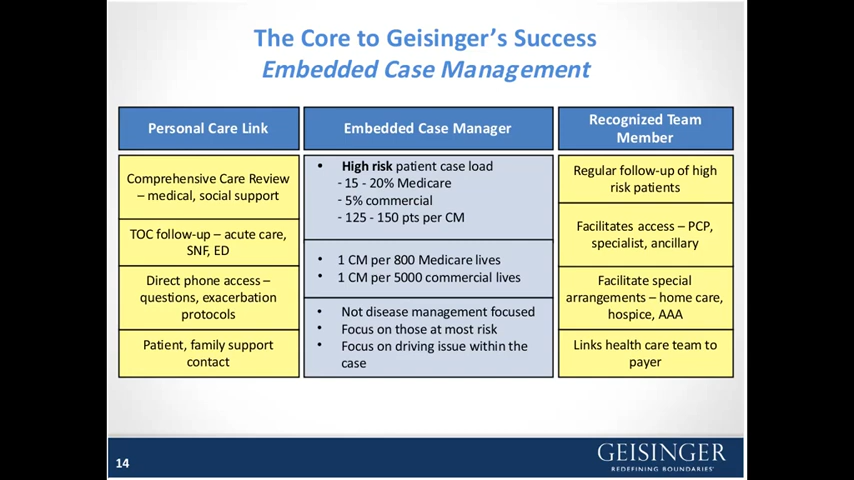 The Core to Geisinger's Success
Embedded Case Management
Personal Care Link
Comprehensive Care Review
– medical, social support
TOC follow-up – acute care,
SNF, ED
Direct phone access –
questions, exacerbation
protocols
Patient, family support
contact
Embedded Case Manager
• High risk patient case load
- 15 - 20% Medicare
- 5% commercial
- 125 - 150 pts per CM
• 1 CM per 800 Medicare lives
• 1 CM per 5000 commercial lives
• Not disease management focused
• Focus on those at most risk
• Focus on driving issue within the
case
Recognized Team
Member
Regular follow-up of high
risk patients
Facilitates access – PCP,
specialist, ancillary
Facilitate special
arrangements – home care,
hospice, AAA
Links health care team to
payer
14
GEISINGER
REDEFINING BOUNDARIES